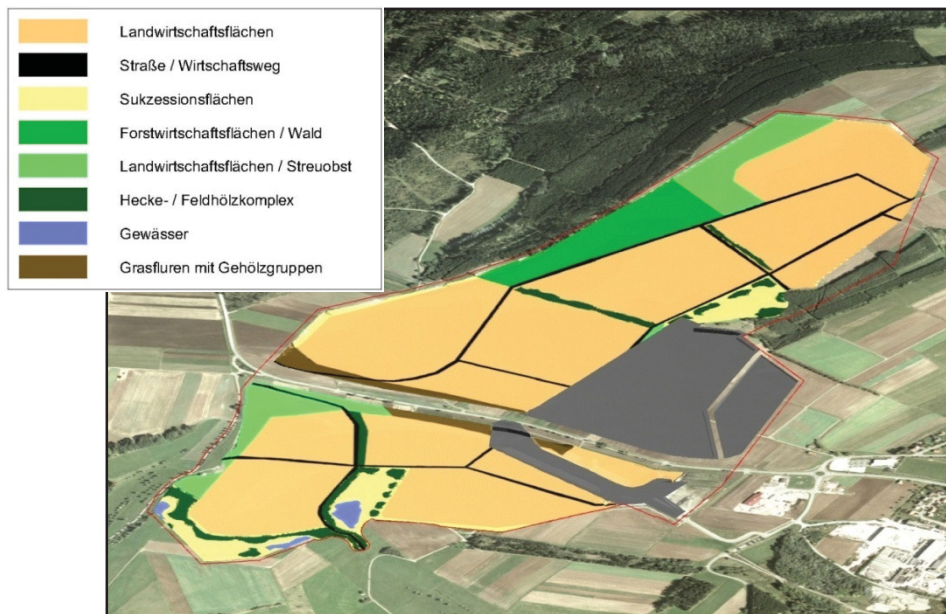 Landwirtschaftsflächen
Straße / Wirtschaftsweg
Sukzessionsflächen
Forstwirtschaftsflächen / Wald
Landwirtschaftsflächen / Streuobst
Hecke- / Feldhölzkomplex
Gewässer
Grasfluren mit Gehölzgruppen